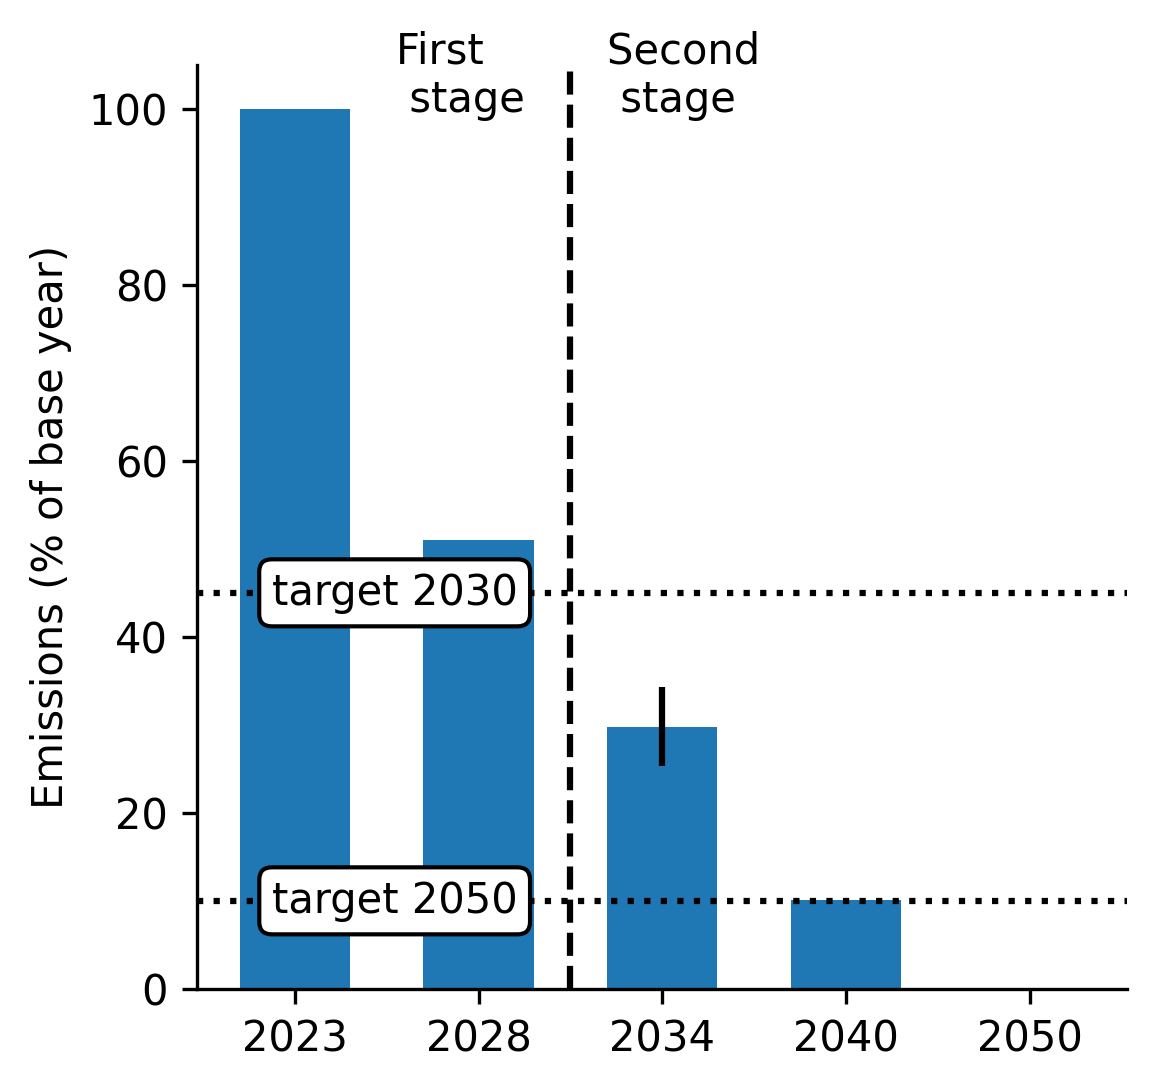 First
stage
Second
stage
Emissions (% of base year)
100
80
60
40
20
0
target 2030
target 2050
2023
2028
2034
2040
2050